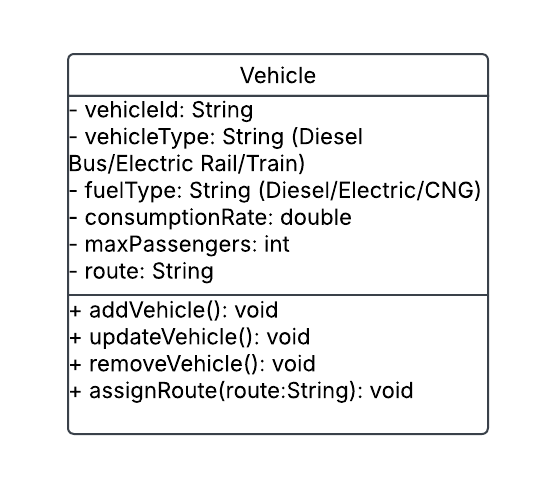 Vehicle
- vehicleId: String
- vehicleType: String (Diesel
Bus/Electric Rail/Train)
- fuelType: String (Diesel/Electric/CNG)
- consumptionRate: double
- maxPassengers: int
- route: String
+ addVehicle(): void
+ updateVehicle(): void
+ removeVehicle(): void
+ assignRoute(route:String): void